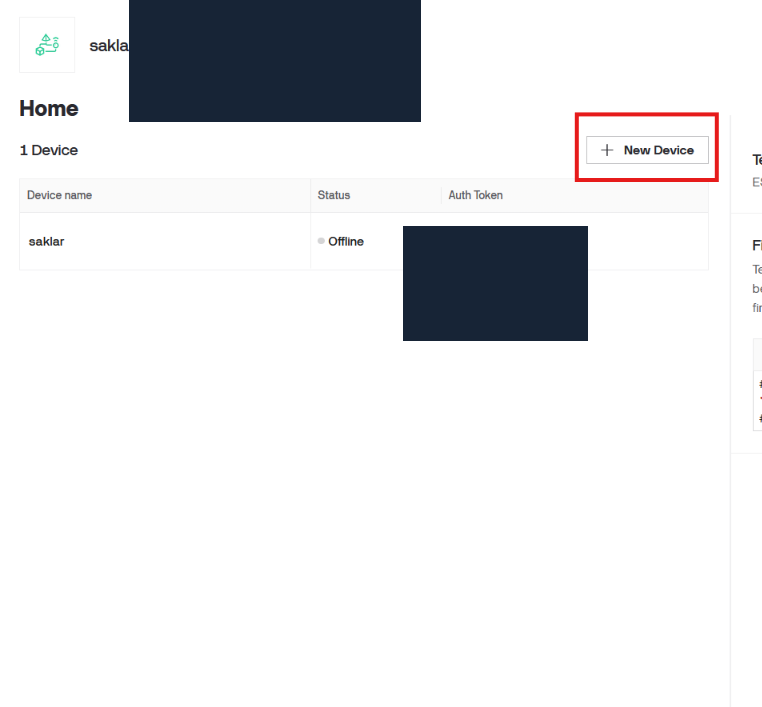 sakla
Home
1 Device
New Device
Device name Status Auth Token
saklar Offline